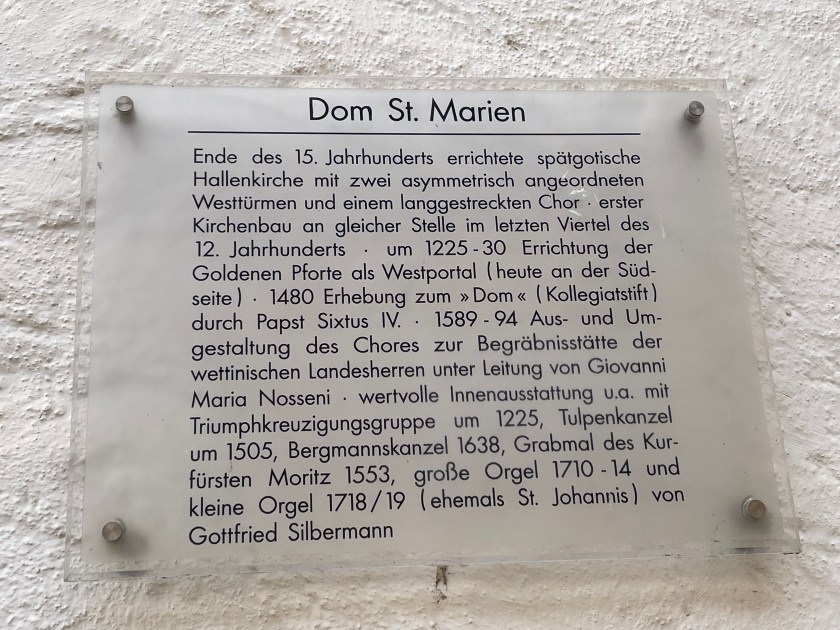 Dom St. Marien
Ende des 15. Jahrhunderts errichtete spätgotische
Hallenkirche mit zwei asymmetrisch angeordneten
Westtürmen und einem langgestreckten Chor · erster
Kirchenbau an gleicher Stelle im letzten Viertel des
12. Jahrhunderts · um 1225-30 Errichtung der
Goldenen Pforte als Westportal (heute an der Süd-
seite) · 1480 Erhebung zum »Dom« (Kollegiatstift)
durch Papst Sixtus IV. · 1589-94 Aus- und Um-
gestaltung des Chores zur Begräbnisstätte der
wettinischen Landesherren unter Leitung von Giovanni
Maria Nosseni · wertvolle Innenausstattung u.a. mit
Triumphkreuzigungsgruppe um 1225, Tulpenkanzel
um 1505, Bergmannskanzel 1638, Grabmal des Kur-
fürsten Moritz 1553, große Orgel 1710-14 und
kleine Orgel 1718/19 (ehemals St. Johannis) von
Gottfried Silbermann